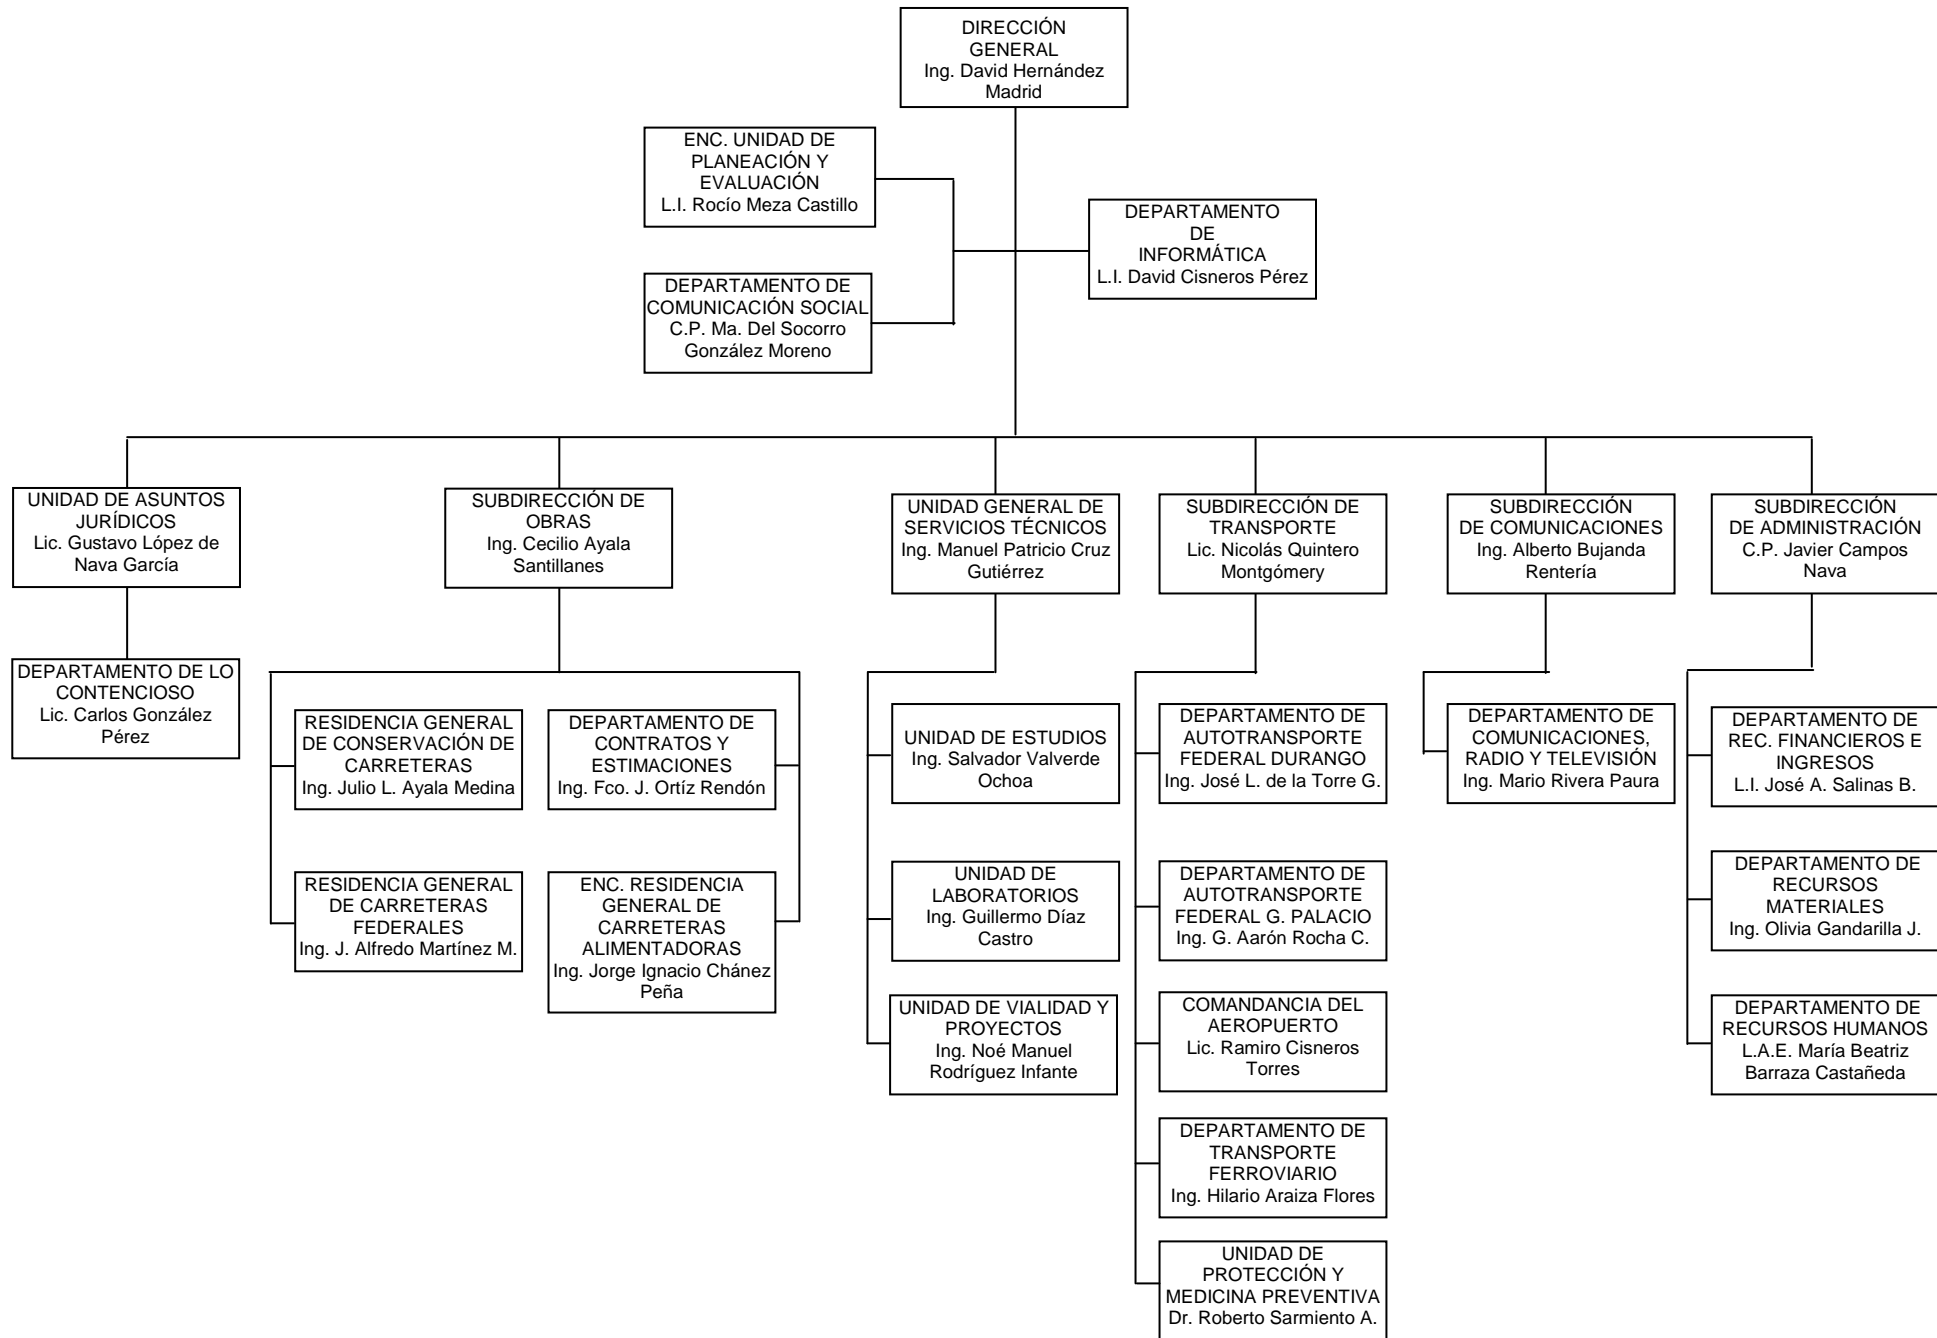 DIRECCIÓN
GENERAL
Ing. David Hernández
Madrid
ENC. UNIDAD DE
PLANEACIÓN Y
EVALUACIÓN
L.I. Rocío Meza Castillo
DEPARTAMENTO
DE
INFORMÁTICA
L.I. David Cisneros Pérez
DEPARTAMENTO DE
COMUNICACIÓN SOCIAL
C.P. Ma. Del Socorro
González Moreno
UNIDAD DE ASUNTOS
JURÍDICOS
Lic. Gustavo López de
Nava García
SUBDIRECCIÓN DE
OBRAS
Ing. Cecilio Ayala
Santillanes
UNIDAD GENERAL DE
SERVICIOS TÉCNICOS
Ing. Manuel Patricio Cruz
Gutiérrez
SUBDIRECCIÓN DE
TRANSPORTE
Lic. Nicolás Quintero
Montgómery
SUBDIRECCIÓN
DE COMUNICACIONES
Ing. Alberto Bujanda
Rentería
SUBDIRECCIÓN
DE ADMINISTRACIÓN
C.P. Javier Campos
Nava
DEPARTAMENTO DE LO
CONTENCIOSO
Lic. Carlos González
Pérez
RESIDENCIA GENERAL
DE CONSERVACIÓN DE
CARRETERAS
Ing. Julio L. Ayala Medina
DEPARTAMENTO DE
CONTRATOS Y
ESTIMACIONES
Ing. Fco. J. Ortíz Rendón
RESIDENCIA GENERAL
DE CARRETERAS
FEDERALES
Ing. J. Alfredo Martínez M.
ENC. RESIDENCIA
GENERAL DE
CARRETERAS
ALIMENTADORAS
Ing. Jorge Ignacio Chánez
Peña
UNIDAD DE ESTUDIOS
Ing. Salvador Valverde
Ochoa
UNIDAD DE
LABORATORIOS
Ing. Guillermo Díaz
Castro
UNIDAD DE VIALIDAD Y
PROYECTOS
Ing. Noé Manuel
Rodríguez Infante
DEPARTAMENTO DE
AUTOTRANSPORTE
FEDERAL DURANGO
Ing. José L. de la Torre G.
DEPARTAMENTO DE
AUTOTRANSPORTE
FEDERAL G. PALACIO
Ing. G. Aarón Rocha C.
COMANDANCIA DEL
AEROPUERTO
Lic. Ramiro Cisneros
Torres
DEPARTAMENTO DE
TRANSPORTE
FERROVIARIO
Ing. Hilario Araiza Flores
UNIDAD DE
PROTECCIÓN Y
MEDICINA PREVENTIVA
Dr. Roberto Sarmiento A.
DEPARTAMENTO DE
COMUNICACIONES,
RADIO Y TELEVISIÓN
Ing. Mario Rivera Paura
DEPARTAMENTO DE
REC. FINANCIEROS E
INGRESOS
L.I. José A. Salinas B.
DEPARTAMENTO DE
RECURSOS
MATERIALES
Ing. Olivia Gandarilla J.
DEPARTAMENTO DE
RECURSOS HUMANOS
L.A.E. María Beatriz
Barraza Castañeda